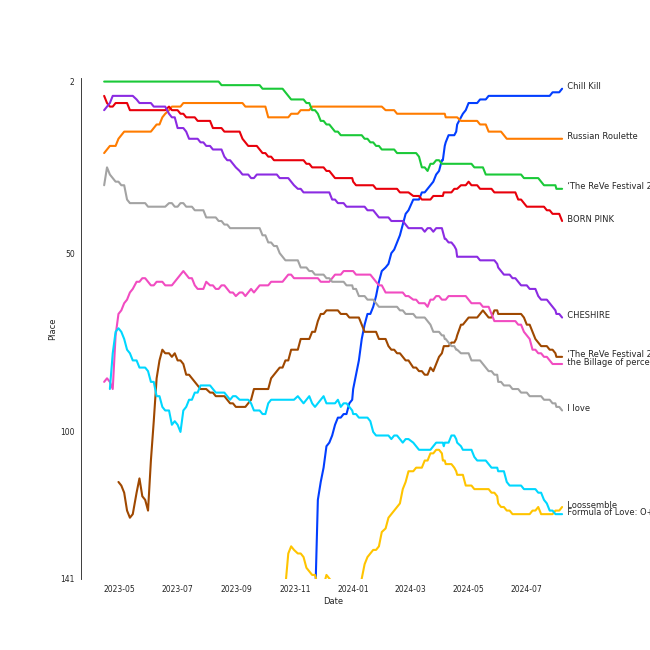 2
50
100
141
Place
2023-05
2023-07
2023-09
2023-11
2024-01
2024-03
2024-05
2024-07
Date
Chill Kill
Russian Roulette
'The ReVe Festival 2
BORN PINK
CHESHIRE
'The ReVe Festival 2
the Billage of perce
I love
Loossemble
Formula of Love: O+